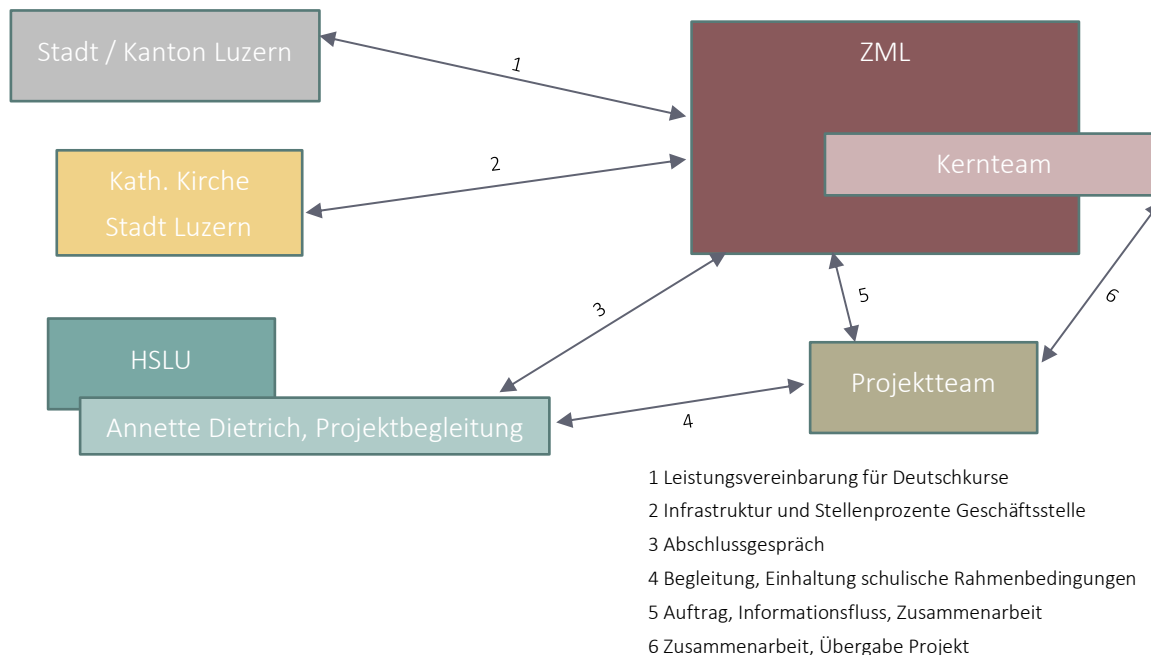 Stadt / Kanton Luzern
ZML
1
Kernteam
2
Kath. Kirche
Stadt Luzern
3
5
6
HSLU
Projektteam
Annette Dietrich, Projektbegleitung
4
1 Leistungsvereinbarung für Deutschkurse
2 Infrastruktur und Stellenprozente Geschäftsstelle
3 Abschlussgespräch
4 Begleitung, Einhaltung schulische Rahmenbedingungen
5 Auftrag, Informationsfluss, Zusammenarbeit
6 Zusammenarbeit, Übergabe Projekt